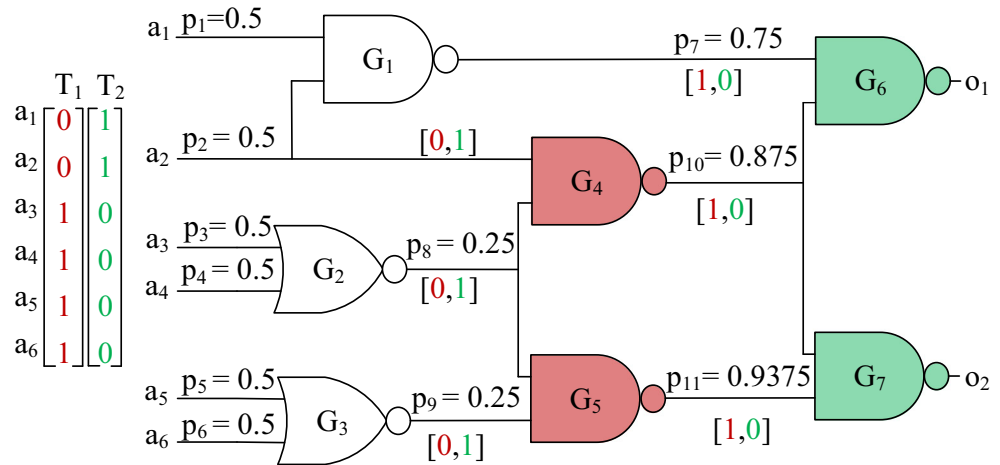 T₁ T₂
a₁ 0 1
a₂ 0 1
a₃ 1 0
a₄ 1 0
a₅ 1 0
a₆ 1 0
a₁ p₁=0.5
G₁
p₇ = 0.75
[1,0]
G₆
o₁
a₂ p₂ = 0.5
[0,1]
G₄
p₁₀ = 0.875
[1,0]
a₃ p₃ = 0.5
a₄ p₄ = 0.5
G₂
p₈ = 0.25
[0,1]
a₅ p₅ = 0.5
a₆ p₆ = 0.5
G₃
p₉ = 0.25
[0,1]
G₅
p₁₁= 0.9375
[1,0]
G₇
o₂